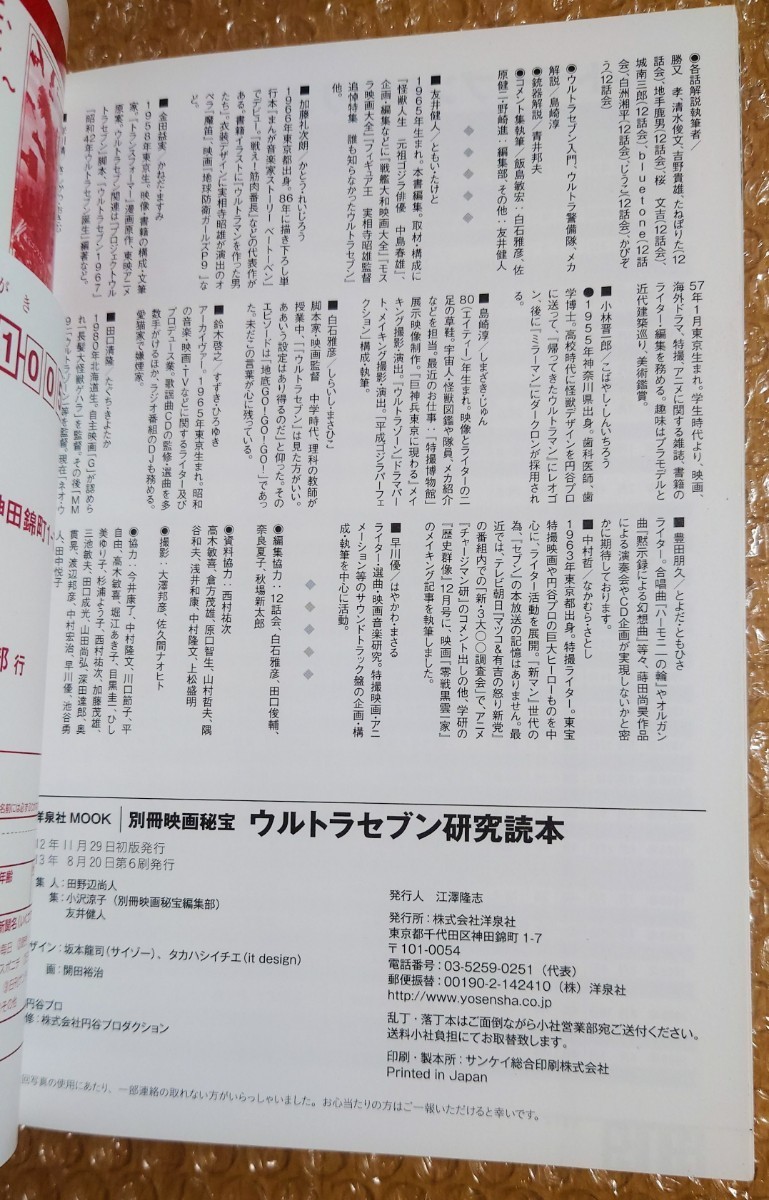 ●各話解説執筆者／
勝又 孝、清水俊文、吉野貴雄、たねぽりた（12
話会）、地手鹿男（12話会）、桜 文吉（12話会）、
城南三郎（12話会）、bluetone（12話
会）、白洲湘平（12話会）、じうこ（12話会）、かぴぞ
う（12話会）
●ウルトラセブン入門、ウルトラ警備隊、メカ
解説／島崎淳
●銃器解説／青井邦夫
●コメント集執筆／飯島敏宏…白石雅彦、佐
原健二・野崎進…編集部、その他…友井健人
◆◆◆◆◆
■友井健人／ともい・たけと
1965年生まれ。本書編集。取材・構成に
『怪獣人生 元祖ゴジラ俳優 中島春雄』、
企画・編集などに『戦艦大和映画大全』『モス
ラ映画大全』『フィギュア王 実相寺昭雄監督
追悼特集 誰も知らなかったウルトラセブン』
他。
■加藤礼次朗 かとう・れいじろう
1966年東京都出身。86年に描き下ろし単
行本『まんが音楽家ストーリー ベートーベン』
でデビュー。『戦え！筋肉番長』などの代表作が
ある。書籍イラストに『ウルトラマンを作った男
たち』。衣装デザインに実相寺昭雄が演出のオ
ペラ『魔笛』、映画『地球防衛ガールズP9』な
ど。
■金田益実 かねだ・ますみ
1958年東京生。映像・書籍の構成・文筆
家。『トランスフォーマー』漫画原作、東映アニメ
原案。ウルトラセブン関連は『プロジェクトウル
トラセブン』脚本、『ウルトラセブン1967』
『昭和42年ウルトラセブン誕生』編著など。
57年1月東京生まれ。学生時代より、映画、
海外ドラマ、特撮、アニメに関する雑誌、書籍の
ライター・編集を務める。趣味はプラモデルと
近代建築巡り、美術鑑賞。
■小林晋一郎／こばやし・しんいちろう
●1955年神奈川県出身。歯科医師、歯
学博士。高校時代に怪獣デザインを円谷プロ
に送って、『帰ってきたウルトラマン』にレオゴ
ン、後に『ミラーマン』にダークロンが採用され
る。
■島崎淳／しまざき・じゅん
80（エイティ）年生まれ。映像とライターの二
足の草鞋。宇宙人・怪獣図鑑や隊員、メカ紹介
などを担当。最近のお仕事…『特撮博物館』
展示映像制作。『巨神兵東京に現わる』メイ
キング撮影・演出。『ウルトラゾーン』ドラマパー
ト、メイキング撮影・演出。『平成ゴジラパーフェ
クション』構成・執筆。
■白石雅彦／しらいし・まさひこ
脚本家・映画監督 中学時代、理科の教師が
授業中、「『ウルトラセブン』は見た方がいい。
ああいう設定はあり得るのだ」と仰った。その
エピソードは『地底GO！GO！GO！』であっ
た。未だこの言葉が心に残っている。
■鈴木啓之／すずき・ひろゆき
アーカイヴァー。1965年東京生まれ。昭和
の音楽・映画・TVなどに関するライター及び
プロデュース業。歌謡曲CDの監修・選曲を多
数手がけるほか、ラジオ番組のDJも務める。
愛猫家で、嫌煙家。
■田口清隆／たぐち・きよたか
1980年北海道生。自主映画『G』が認めら
れ『長髪大怪獣ゲハラ』を監督。その後『MM
9』『ウルトラゾーン』等を監督。現在『ネオ・ウ
■豊田朋久／とよだ・ともひさ
ライター。合唱曲『ハーモニーの輪』やオルガン
曲『黙示録による幻想曲』等々、蒔田尚昊作品
による演奏会やCD企画が実現しないかと密
かに期待しております。
■中村哲／なかむら・さとし
1963年東京都出身。特撮ライター。東宝
特撮映画や円谷プロの巨大ヒーローものを中
心に、ライター活動を展開。『新マン』世代の
為、『セブン』の本放送の記憶はありません。最
近では、テレビ朝日『マツコ&有吉の怒り新党』
の番組内での「新・3大〇〇調査会」で、アニメ
『チャージマン研』のコメント出しの他、学研の
『歴史群像』12月号に、映画『零戦黒雲一家』
のメイキング記事を執筆しました。
■早川優／はやかわ・まさる
ライター・選曲・映画音楽研究。特撮映画・アニ
メーション等のサウンドトラック盤の企画・構
成・執筆を中心に活動。
◆◆◆◆◆
●編集協力…12話会、白石雅彦、田口俊輔、
奈良夏子、秋場新太郎
●資料協力…西村祐次
高木敏喜、倉方茂雄、原口智生、山村哲夫、隅
谷和夫、浅井和康、中村隆文、上松盛明
●撮影…大澤邦彦、佐久間ナオヒト
●協力…今井康了、中村隆文、川口節子、平
自由、高木敏喜、堀江あき子、目黒圭二、ひし
美ゆり子、杉浦よう子、西村祐次、加藤茂雄、
三池敏夫、田口成光、山田尚弘、深田達郎、奥
貫亮、渡辺邦彦、中村宏治、早川優、池谷勇
人、田中悦子
洋泉社MOOK 別冊映画秘宝 ウルトラセブン研究読本
12年11月29日初版発行
13年 8月20日第6刷発行
集 人：田野辺尚人
集：小沢涼子（別冊映画秘宝編集部）
友井健人
ザイン：坂本龍司（サイゾー）、タカハシイチエ（it design）
画：開田裕治
円谷プロ
修：株式会社円谷プロダクション
発行人 江澤隆志
発行所：株式会社洋泉社
東京都千代田区神田錦町1-7
〒101-0054
電話番号：03-5259-0251（代表）
郵便振替：00190-2-142410（株）洋泉社
http://www.yosensha.co.jp
乱丁・落丁本はご面倒ながら小社営業部宛ご送付ください。
送料小社負担にてお取替致します。
印刷・製本所：サンケイ総合印刷株式会社
Printed in Japan
写真の使用にあたり、一部連絡の取れない方がいらっしゃいました。お心当たりの方はご一報いただけると幸いです。
がき
1-00
神田錦町1-
行
年齢